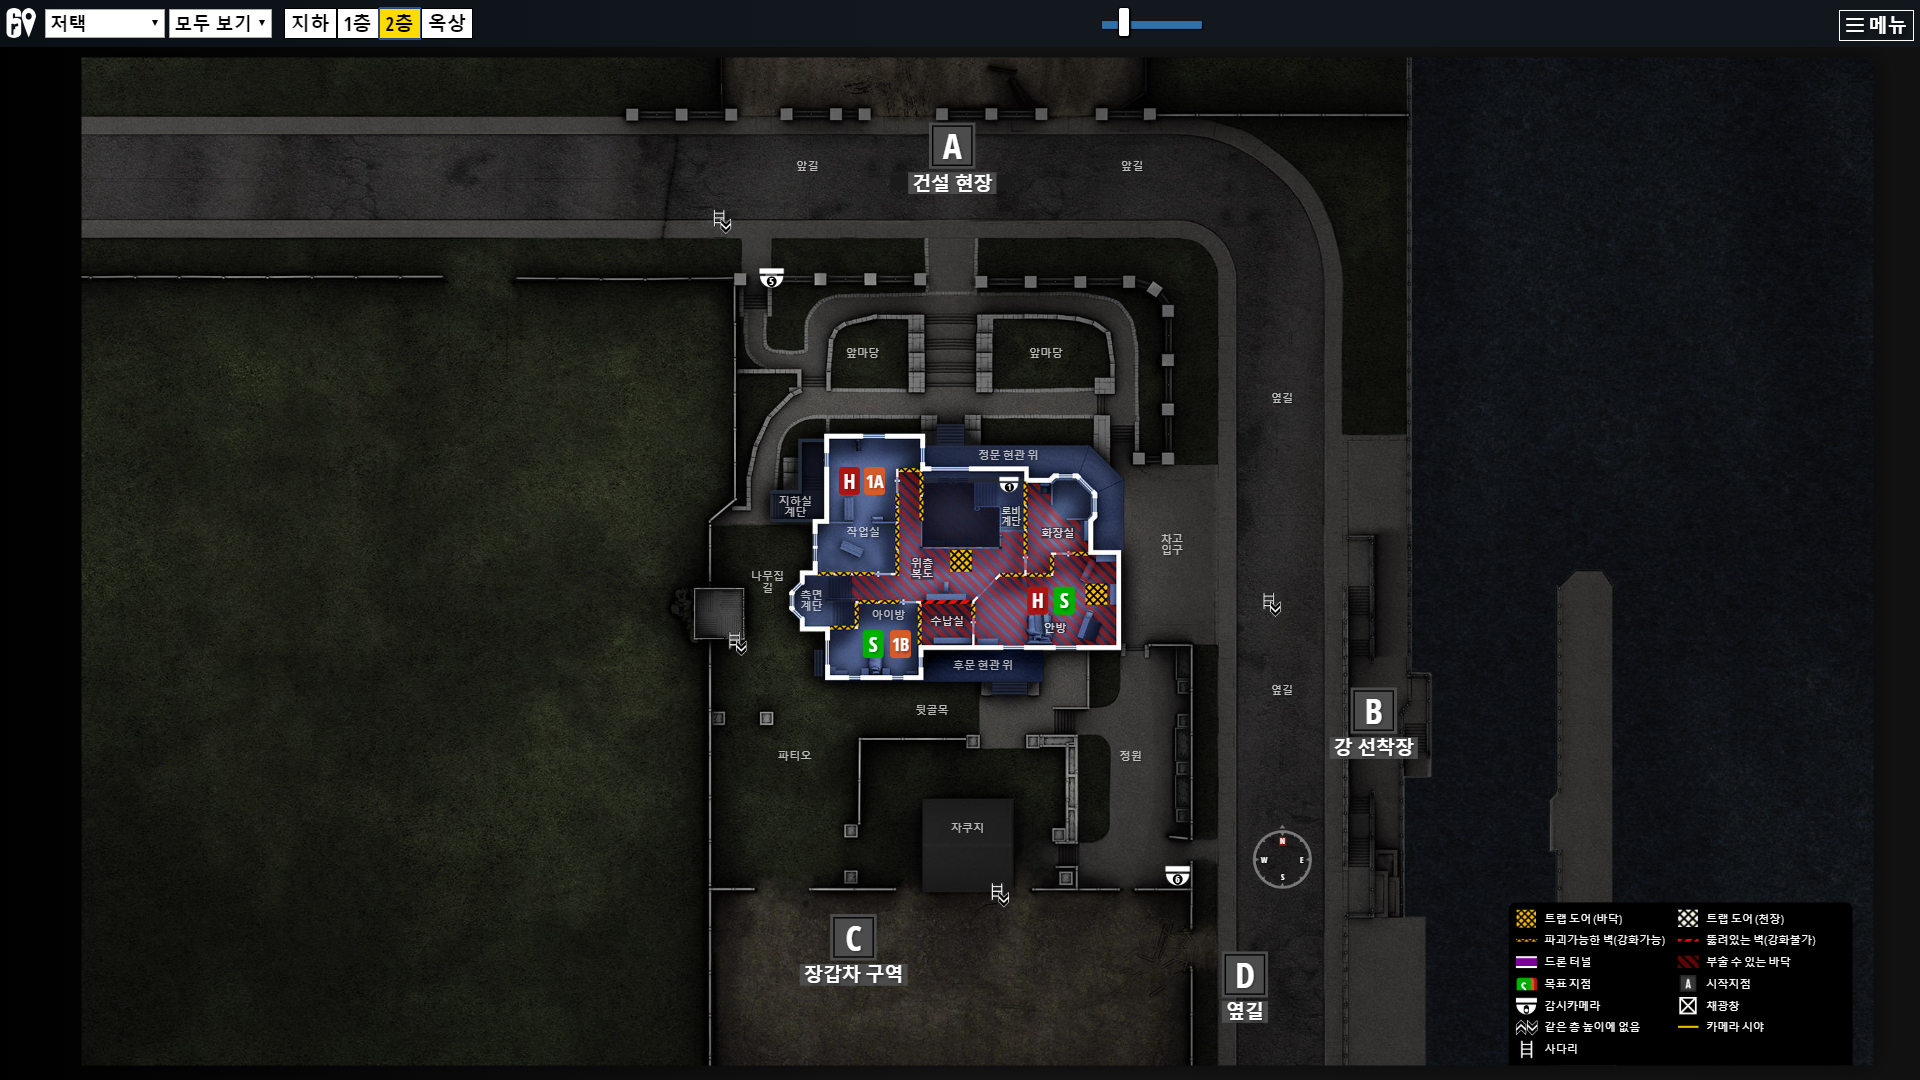 저택
모두 보기
지하
1층
2층
옥상
메뉴
A
건설 현장
앞길
앞길
5
앞마당
앞마당
옆길
정문 현관 위
H
1A
1
지하실
계단
로비
계단
작업실
화장실
차고
입구
위층
복도
나무집
길
측면
계단
아이방
수납실
H
S
안방
S
1B
후문 현관 위
옆길
뒷골목
B
강 선착장
파티오
정원
자쿠지
N
W
E
S
6
C
장갑차 구역
D
옆길
트랩 도어(바닥)
트랩 도어(천장)
파괴가능한 벽(강화가능)
뚫려있는 벽(강화불가)
드론 터널
부술 수 있는 바닥
S
목표 지점
A
시작지점
감시카메라
채광창
같은 층 높이에 없음
카메라 시야
사다리